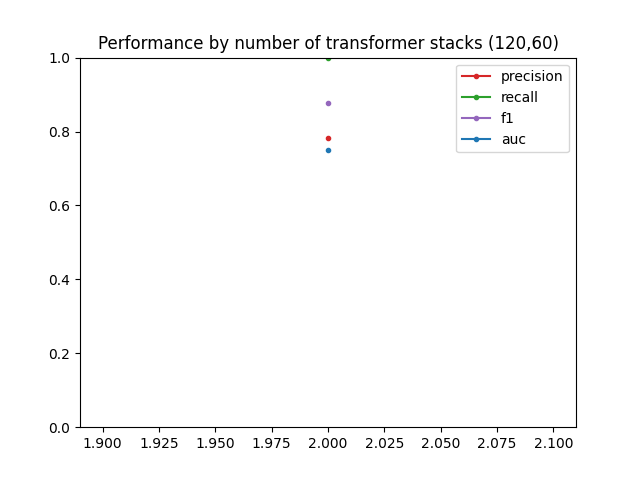 Performance by number of transformer stacks (120,60)
1.0
0.8
0.6
0.4
0.2
0.0
precision
recall
f1
auc
1.900 1.925 1.950 1.975 2.000 2.025 2.050 2.075 2.100